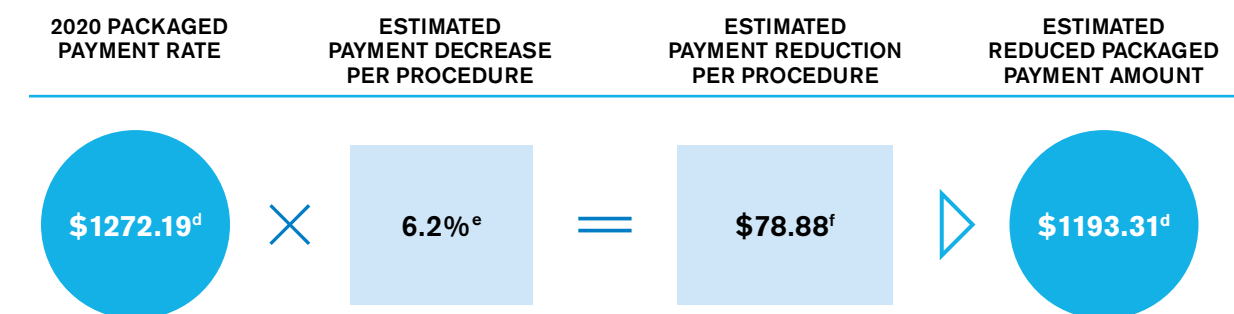 2020 PACKAGED
PAYMENT RATE
ESTIMATED
PAYMENT DECREASE
PER PROCEDURE
ESTIMATED
PAYMENT REDUCTION
PER PROCEDURE
ESTIMATED
REDUCED PACKAGED
PAYMENT AMOUNT
$1272.19d
6.2%e
$78.88f
$1193.31d